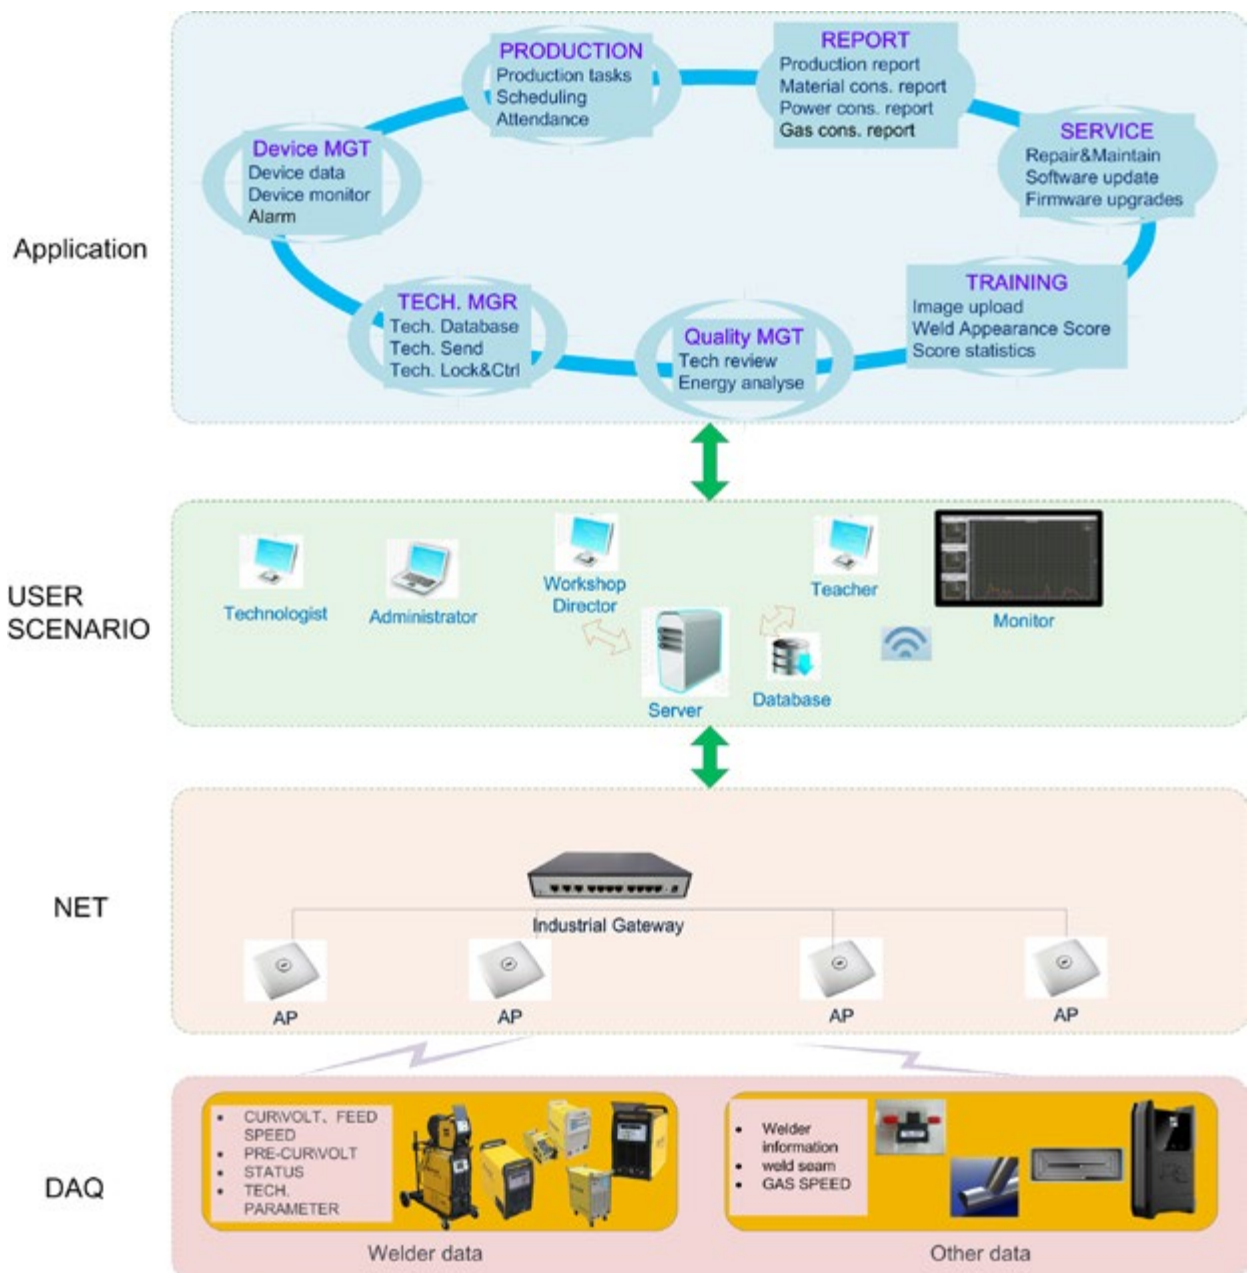 PRODUCTION
Production tasks
Scheduling
Attendance
REPORT
Production report
Material cons. report
Power cons. report
Gas cons. report
SERVICE
Repair&Maintain
Software update
Firmware upgrades
Device MGT
Device data
Device monitor
Alarm
Application
TECH. MGR
Tech. Database
Tech. Send
Tech. Lock&Ctrl
Quality MGT
Tech review
Energy analyse
TRAINING
Image upload
Weld Appearance Score
Score statistics
USER
SCENARIO
Technologist
Administrator
Workshop
Director
Teacher
Monitor
Server
Database
NET
Industrial Gateway
AP
AP
AP
AP
DAQ
• CUR\VOLT、FEED
SPEED
• PRE-CUR\VOLT
• STATUS
• TECH.
PARAMETER
Welder data
• Welder
information
• weld seam
• GAS SPEED
Other data